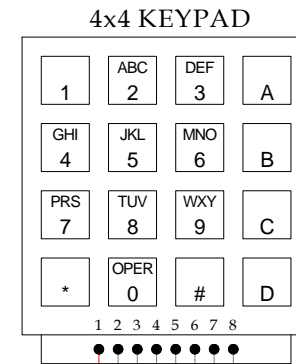 4x4 KEYPAD
ABC DEF
1 2 3 A
GHI JKL MNO
4 5 6 B
PRS TUV WXY
7 8 9 C
OPER
* 0 # D
1 2 3 4 5 6 7 8